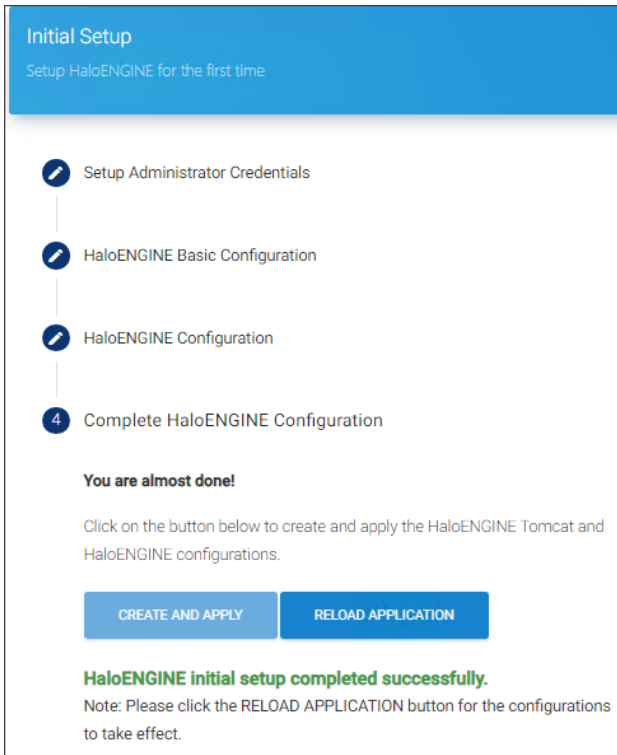 Initial Setup
Setup HaloENGINE for the first time
Setup Administrator Credentials
HaloENGINE Basic Configuration
HaloENGINE Configuration
4 Complete HaloENGINE Configuration
You are almost done!
Click on the button below to create and apply the HaloENGINE Tomcat and
HaloENGINE configurations.
CREATE AND APPLY RELOAD APPLICATION
HaloENGINE initial setup completed successfully.
Note: Please click the RELOAD APPLICATION button for the configurations
to take effect.